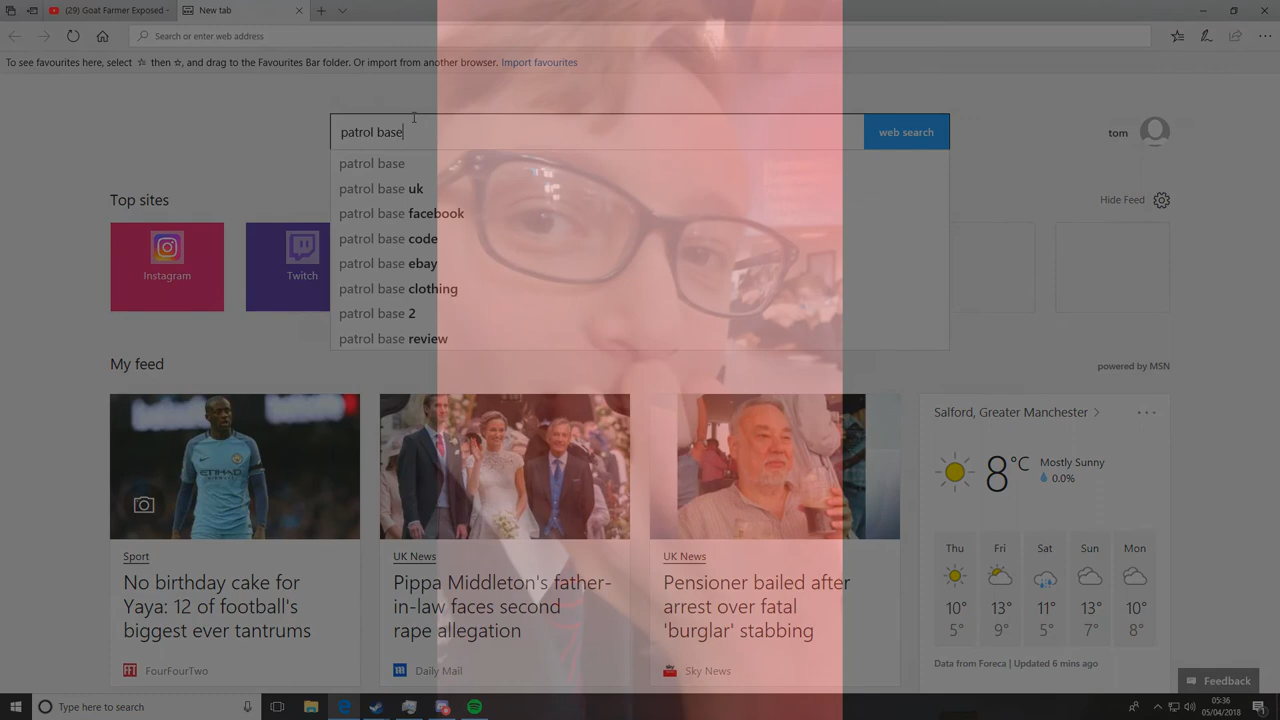 (29) Goat Farmer Exposed -
New tab
Search or enter web address
To see favourites here, select ☆ then ☆, and drag to the Favourites Bar folder. Or import from another browser. Import favourites
patrol base
web search
tom
patrol base
patrol base uk
patrol base facebook
patrol base code
patrol base ebay
patrol base clothing
patrol base 2
patrol base review
Top sites
Hide Feed
Instagram
Twitch
My feed
powered by MSN
ETIHAD
Sport
No birthday cake for
Yaya: 12 of football's
biggest ever tantrums
FourFourTwo
UK News
Pippa Middleton's father-
in-law faces second
rape allegation
Daily Mail
UK News
Pensioner bailed after
arrest over fatal
'burglar' stabbing
Sky News
Salford, Greater Manchester
8°C
Mostly Sunny
0.0%
Thu Fri Sat Sun Mon
10° 13° 11° 13° 10°
5° 9° 5° 7° 8°
Data from Foreca | Updated 6 mins ago
Feedback
Type here to search
05:36
05/04/2018